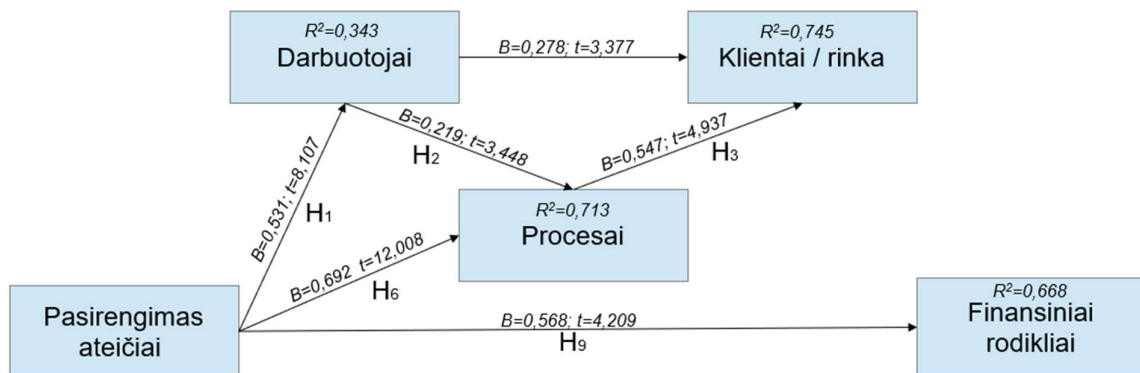 R²=0,343
Darbuotojai
B=0,278; t=3,377
R²=0,745
Klientai / rinka
B=0,531; t=8,107
H₁
B=0,219; t=3,448
H₂
B=0,547; t=4,937
H₃
R²=0,713
Procesai
B=0,692 t=12,008
H₆
Pasirengimas
ateičiai
B=0,568; t=4,209
H₉
R²=0,668
Finansiniai
rodikliai